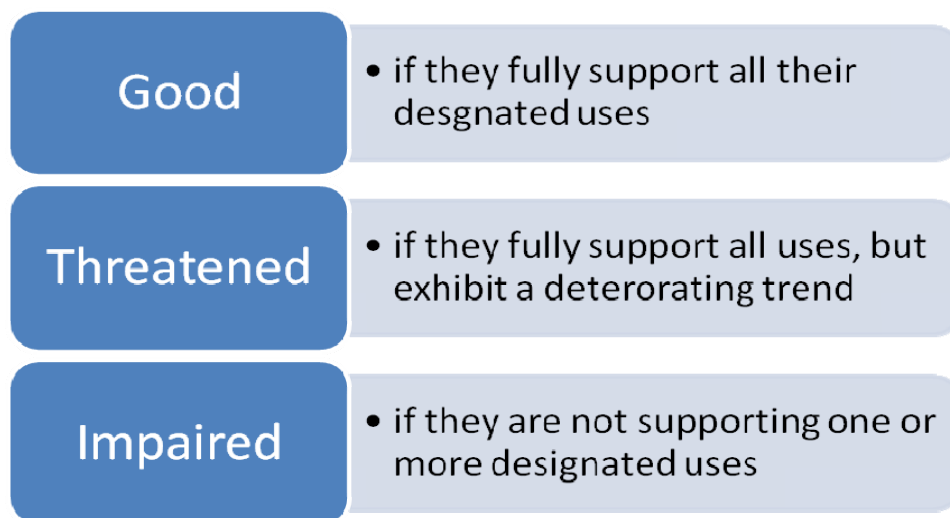 Good
• if they fully support all their
desgnated uses
Threatened
• if they fully support all uses, but
exhibit a deterorating trend
Impaired
• if they are not supporting one or
more designated uses